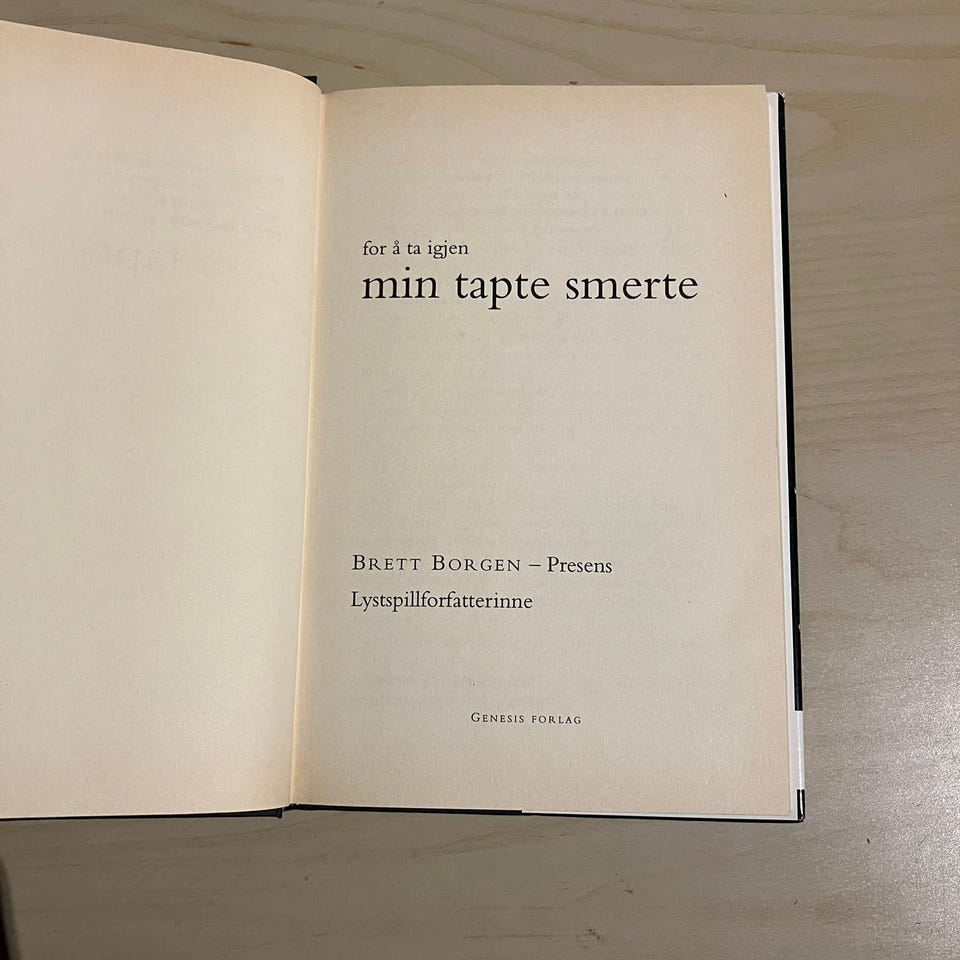 for å ta igjen
min tapte smerte
BRETT BORGEN – Presens
Lystspillforfatterinne
GENESIS FORLAG